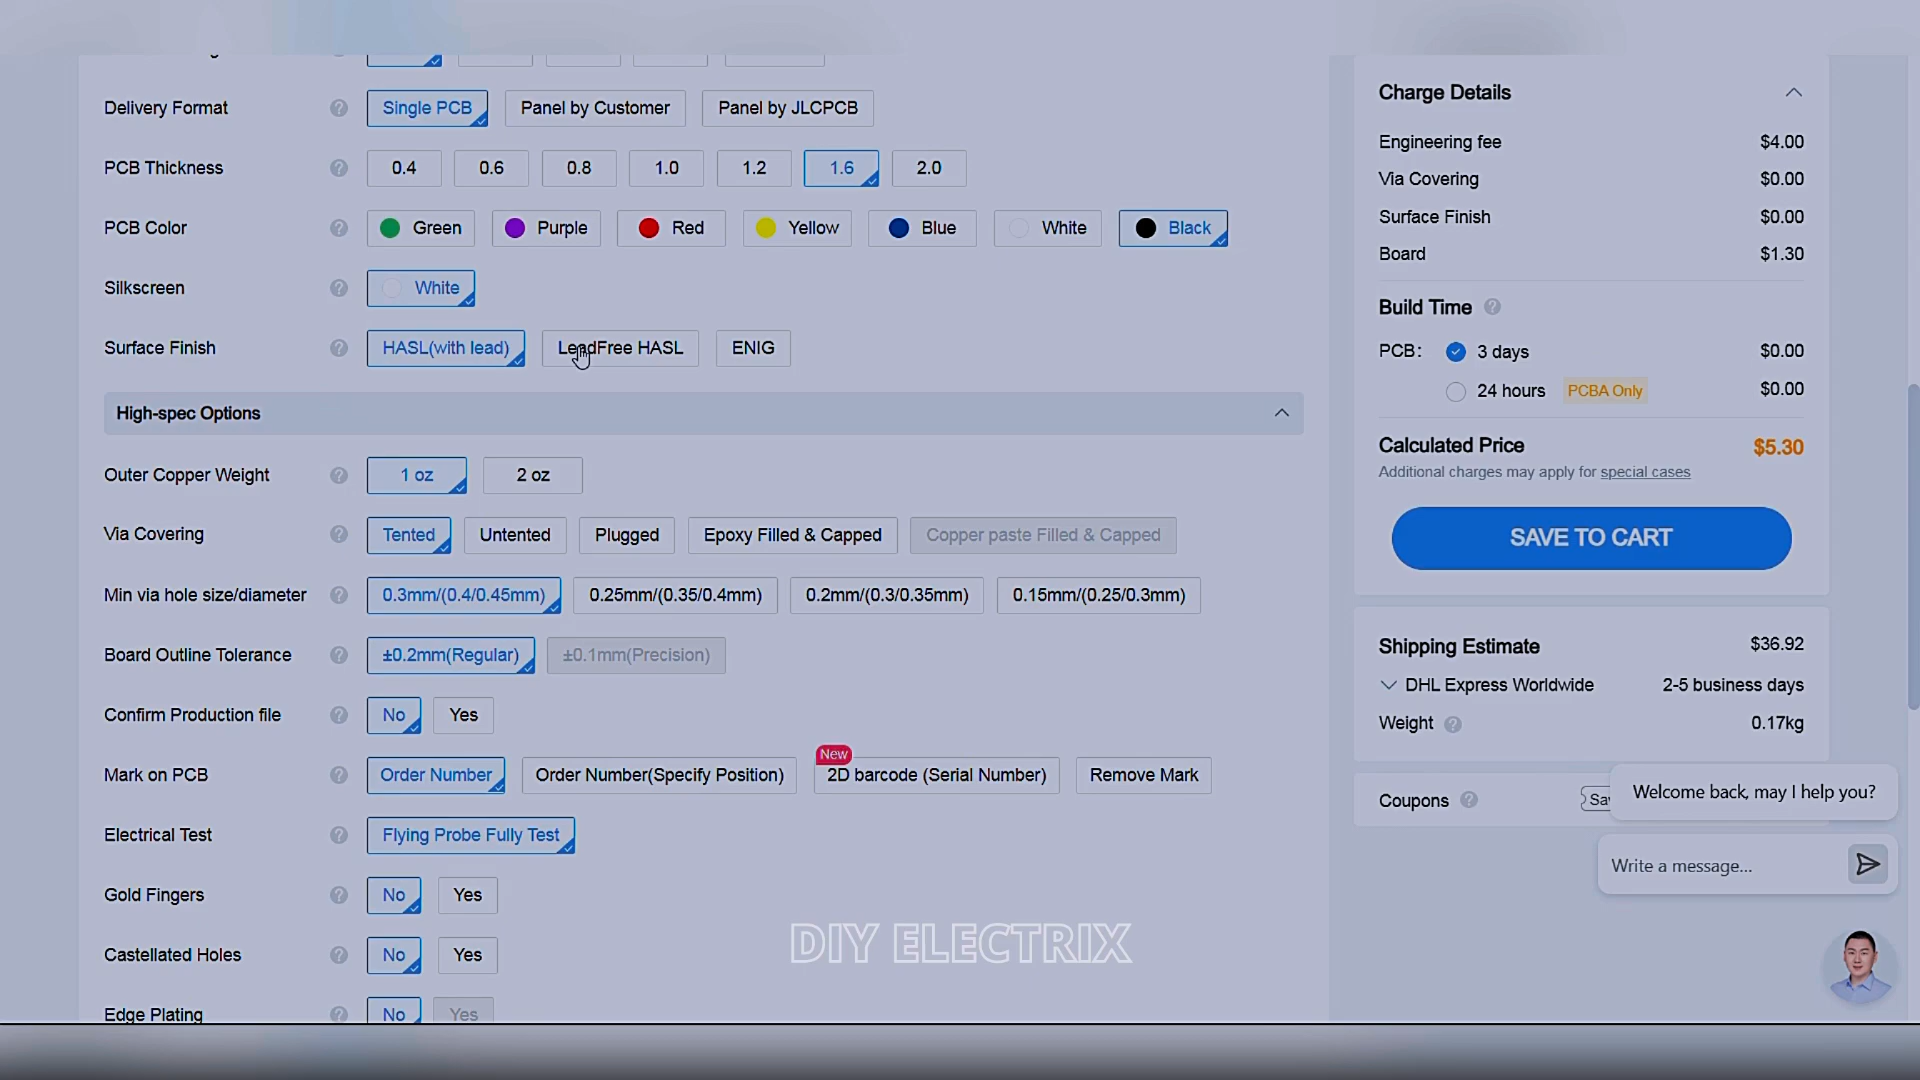 Delivery Format Single PCB Panel by Customer Panel by JLCPCB
PCB Thickness 0.4 0.6 0.8 1.0 1.2 1.6 2.0
PCB Color Green Purple Red Yellow Blue White Black
Silkscreen White
Surface Finish HASL(with lead) LeadFree HASL ENIG
High-spec Options
Outer Copper Weight 1 oz 2 oz
Via Covering Tented Untented Plugged Epoxy Filled & Capped Copper paste Filled & Capped
Min via hole size/diameter 0.3mm/(0.4/0.45mm) 0.25mm/(0.35/0.4mm) 0.2mm/(0.3/0.35mm) 0.15mm/(0.25/0.3mm)
Board Outline Tolerance ±0.2mm(Regular) ±0.1mm(Precision)
Confirm Production file No Yes
New
Mark on PCB Order Number Order Number(Specify Position) 2D barcode (Serial Number) Remove Mark
Electrical Test Flying Probe Fully Test
Gold Fingers No Yes
Castellated Holes No Yes
Edge Plating No Yes
Charge Details
Engineering fee $4.00
Via Covering $0.00
Surface Finish $0.00
Board $1.30
Build Time
PCB: 3 days $0.00
24 hours PCBA Only $0.00
Calculated Price $5.30
Additional charges may apply for special cases
SAVE TO CART
Shipping Estimate $36.92
DHL Express Worldwide 2-5 business days
Weight 0.17kg
Coupons
Welcome back, may I help you?
Write a message...
DIY ELECTRIX